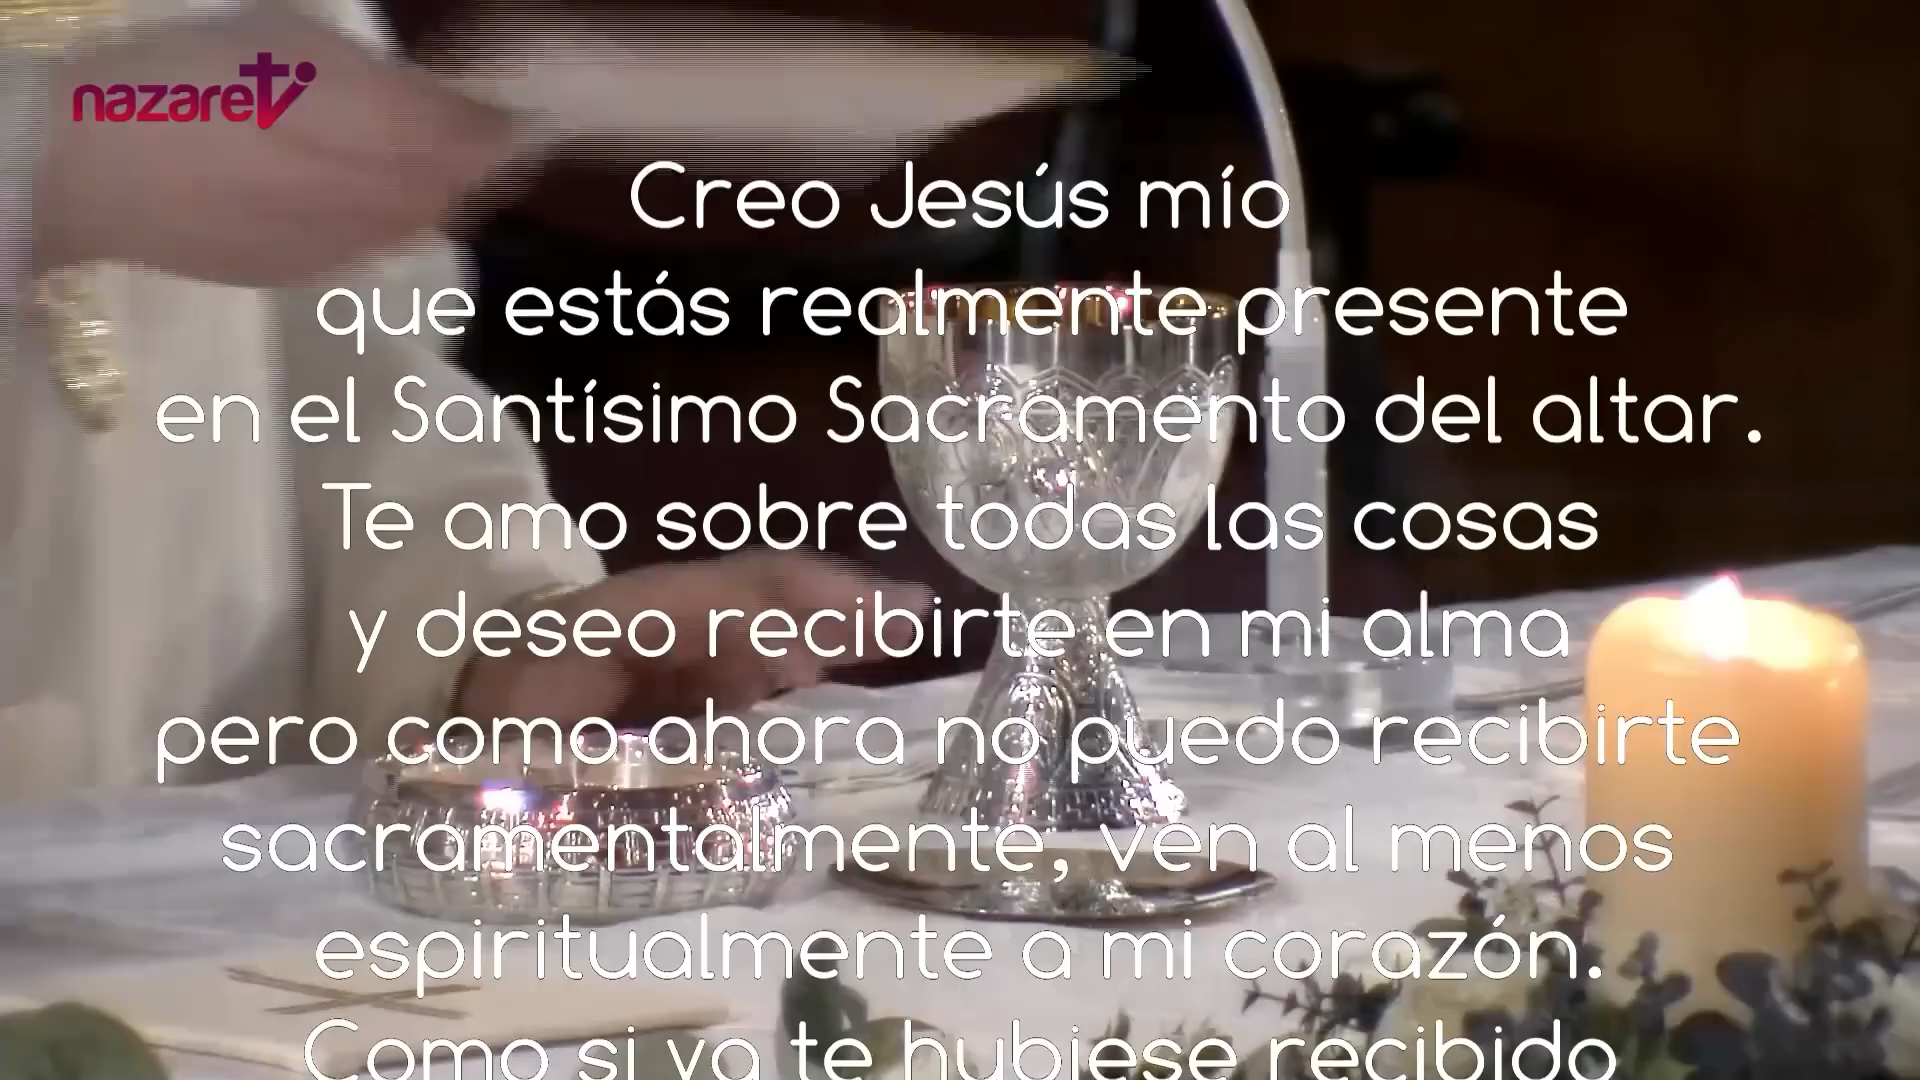 nazaretv
Creo Jesús mío
que estás realmente presente
en el Santísimo Sacramento del altar.
Te amo sobre todas las cosas
y deseo recibirte en mi alma
pero como ahora no puedo recibirte
sacramentalmente, ven al menos
espiritualmente a mi corazón.
Como si ya te hubiese recibido